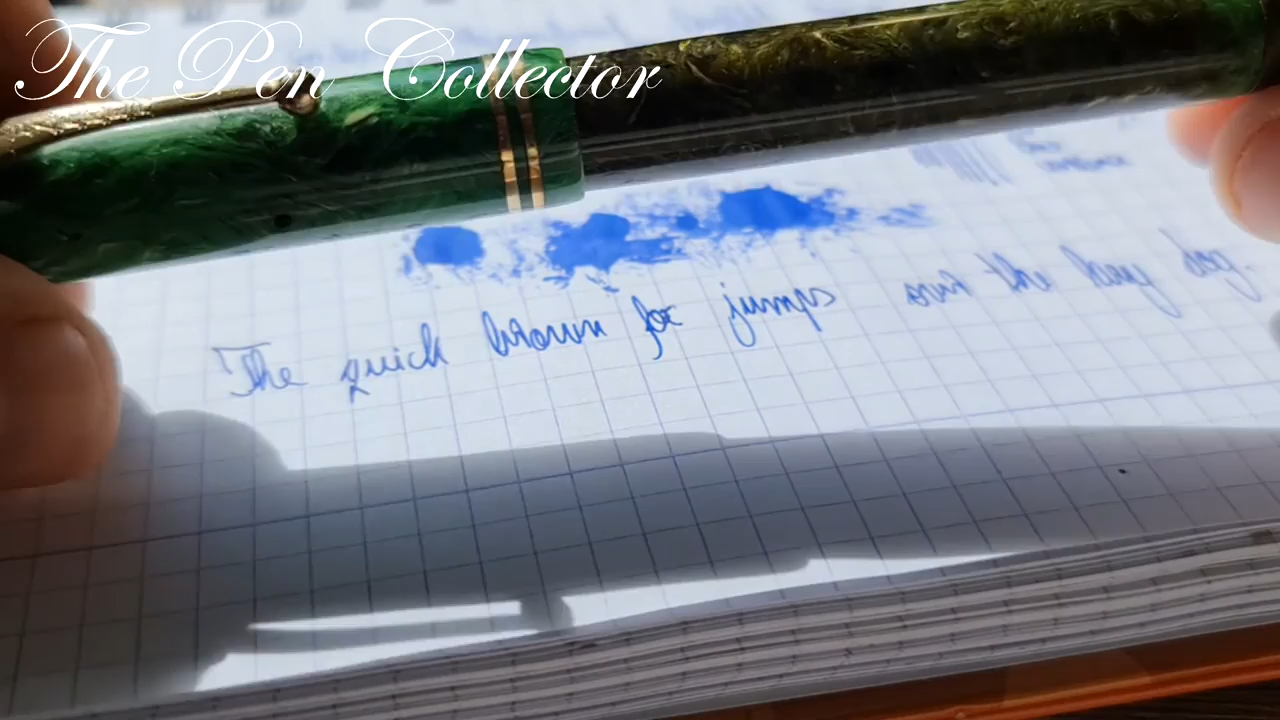 The Pen Collector
The quick brown fox jumps over the lazy dog.